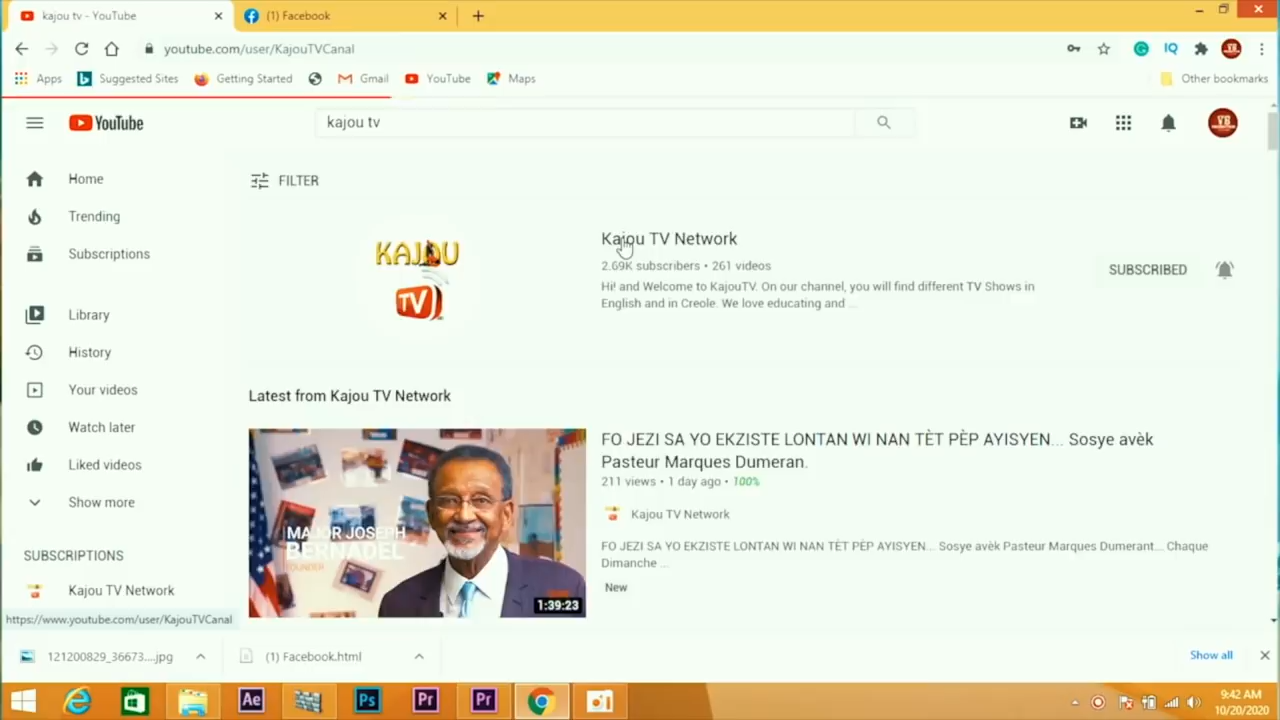 kajou tv - YouTube
(1) Facebook
youtube.com/user/KajouTVCanal
IQ
Apps
Suggested Sites
Getting Started
Gmail
YouTube
Maps
Other bookmarks
YouTube
kajou tv
Home
Trending
Subscriptions
Library
History
Your videos
Watch later
Liked videos
Show more
SUBSCRIPTIONS
Kajou TV Network
FILTER
KAJOU
TV
Kajou TV Network
2.69K subscribers • 261 videos
Hi! and Welcome to KajouTV. On our channel, you will find different TV Shows in
English and in Creole. We love educating and ...
SUBSCRIBED
Latest from Kajou TV Network
MAJOR JOSEPH
BERNADEL
FOUNDER
1:39:23
FO JEZI SA YO EKZISTE LONTAN WI NAN TÈT PÈP AYISYEN... Sosye avèk
Pasteur Marques Dumeran.
211 views • 1 day ago • 100%
Kajou TV Network
FO JEZI SA YO EKZISTE LONTAN WI NAN TÈT PÈP AYISYEN... Sosye avèk Pasteur Marques Dumerant... Chaque
Dimanche ...
New
https://www.youtube.com/user/KajouTVCanal
121200829_36673....jpg
(1) Facebook.html
Show all
Ae
Ps
Pr
Pr
9:42 AM
10/20/2020